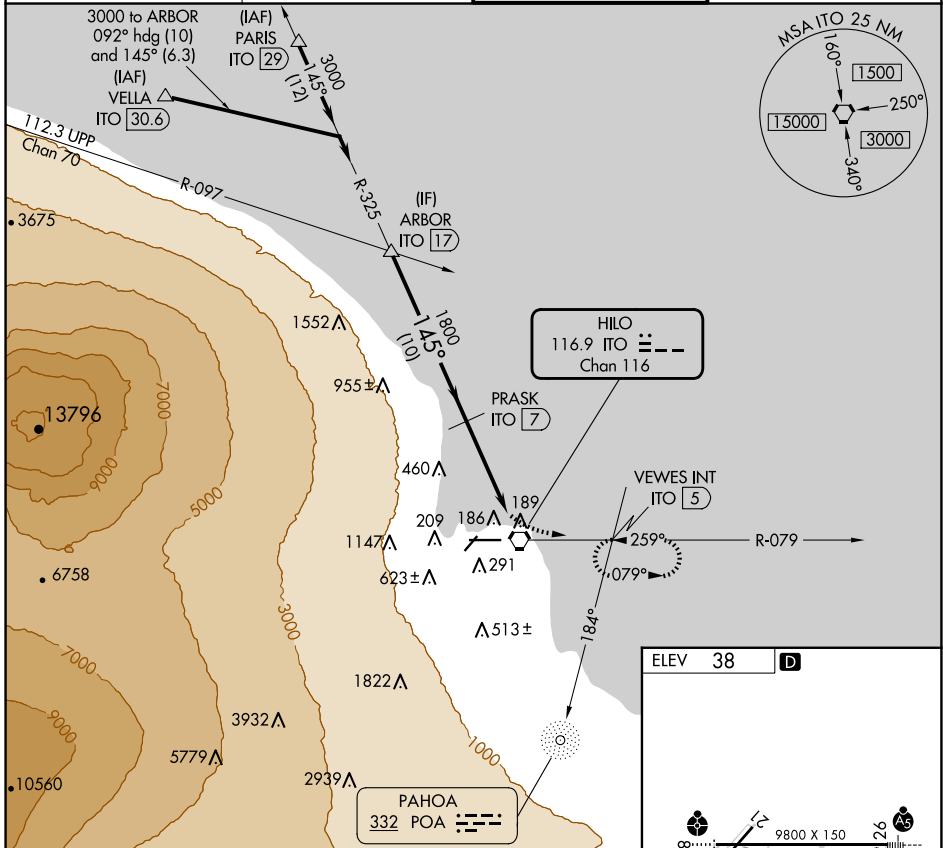 3000 to ARBOR
092° hdg (10)
and 145° (6.3)
(IAF)
VELLA
ITO 30.6
(IAF)
PARIS
ITO 29
3000
145°
(12)
MSA ITO 25 NM
160°
1500
250°
15000
3000
340°
112.3 UPP
Chan 70
R-097
R-325
(IF)
ARBOR
ITO 17
3675
1552
1800
145°
(10)
HILO
116.9 ITO
Chan 116
955±
7000
PRASK
ITO 7
13796
9000
460
VEWES INT
ITO 5
5000
189
186
209
1147
259°
R-079
291
6758
623±
079°
3000
513±
184°
ELEV 38 D
7000
1822
9000
3932
1000
5779
2939
10560
PAHOA
332 POA
21
9800 X 150
26
A5
8